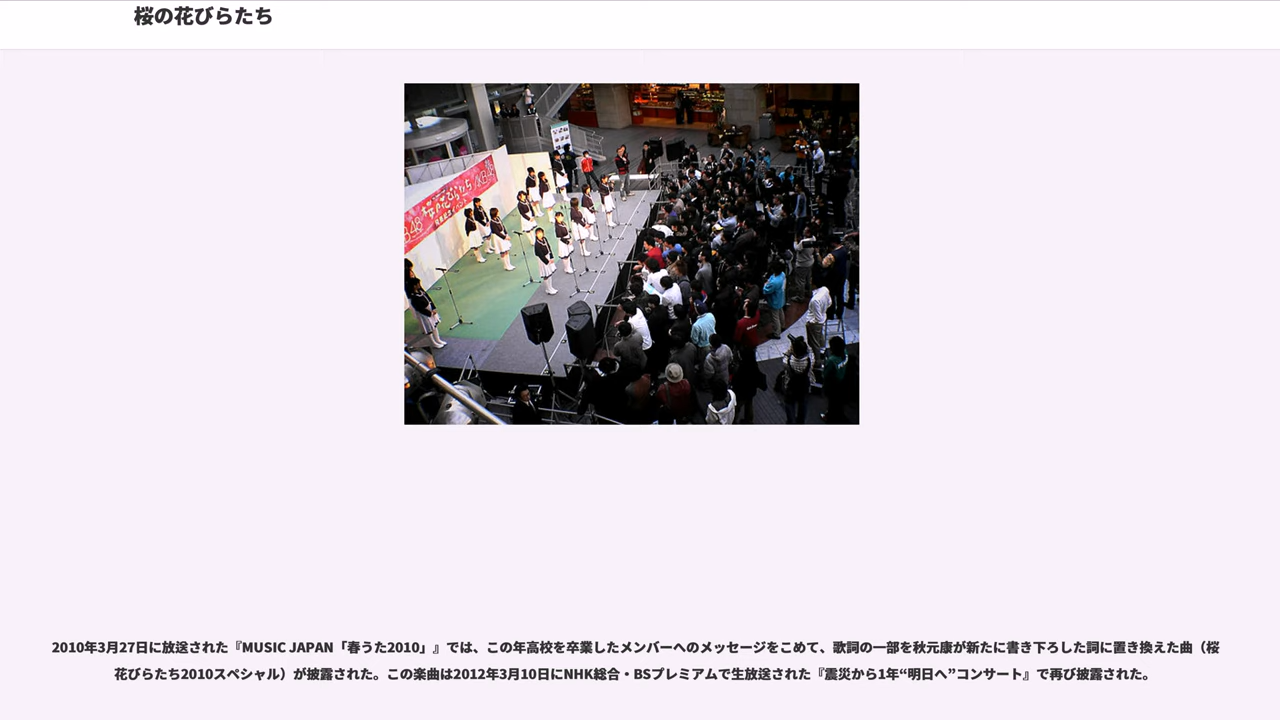 桜の花びらたち
桜の花びらたち
AKB48
2010年3月27日に放送された『MUSIC JAPAN「春うた2010」』では、この年高校を卒業したメンバーへのメッセージをこめて、歌詞の一部を秋元康が新たに書き下ろした詞に置き換えた曲（桜
花びらたち2010スペシャル）が披露された。この楽曲は2012年3月10日にNHK総合・BSプレミアムで生放送された『震災から1年“明日へ”コンサート』で再び披露された。